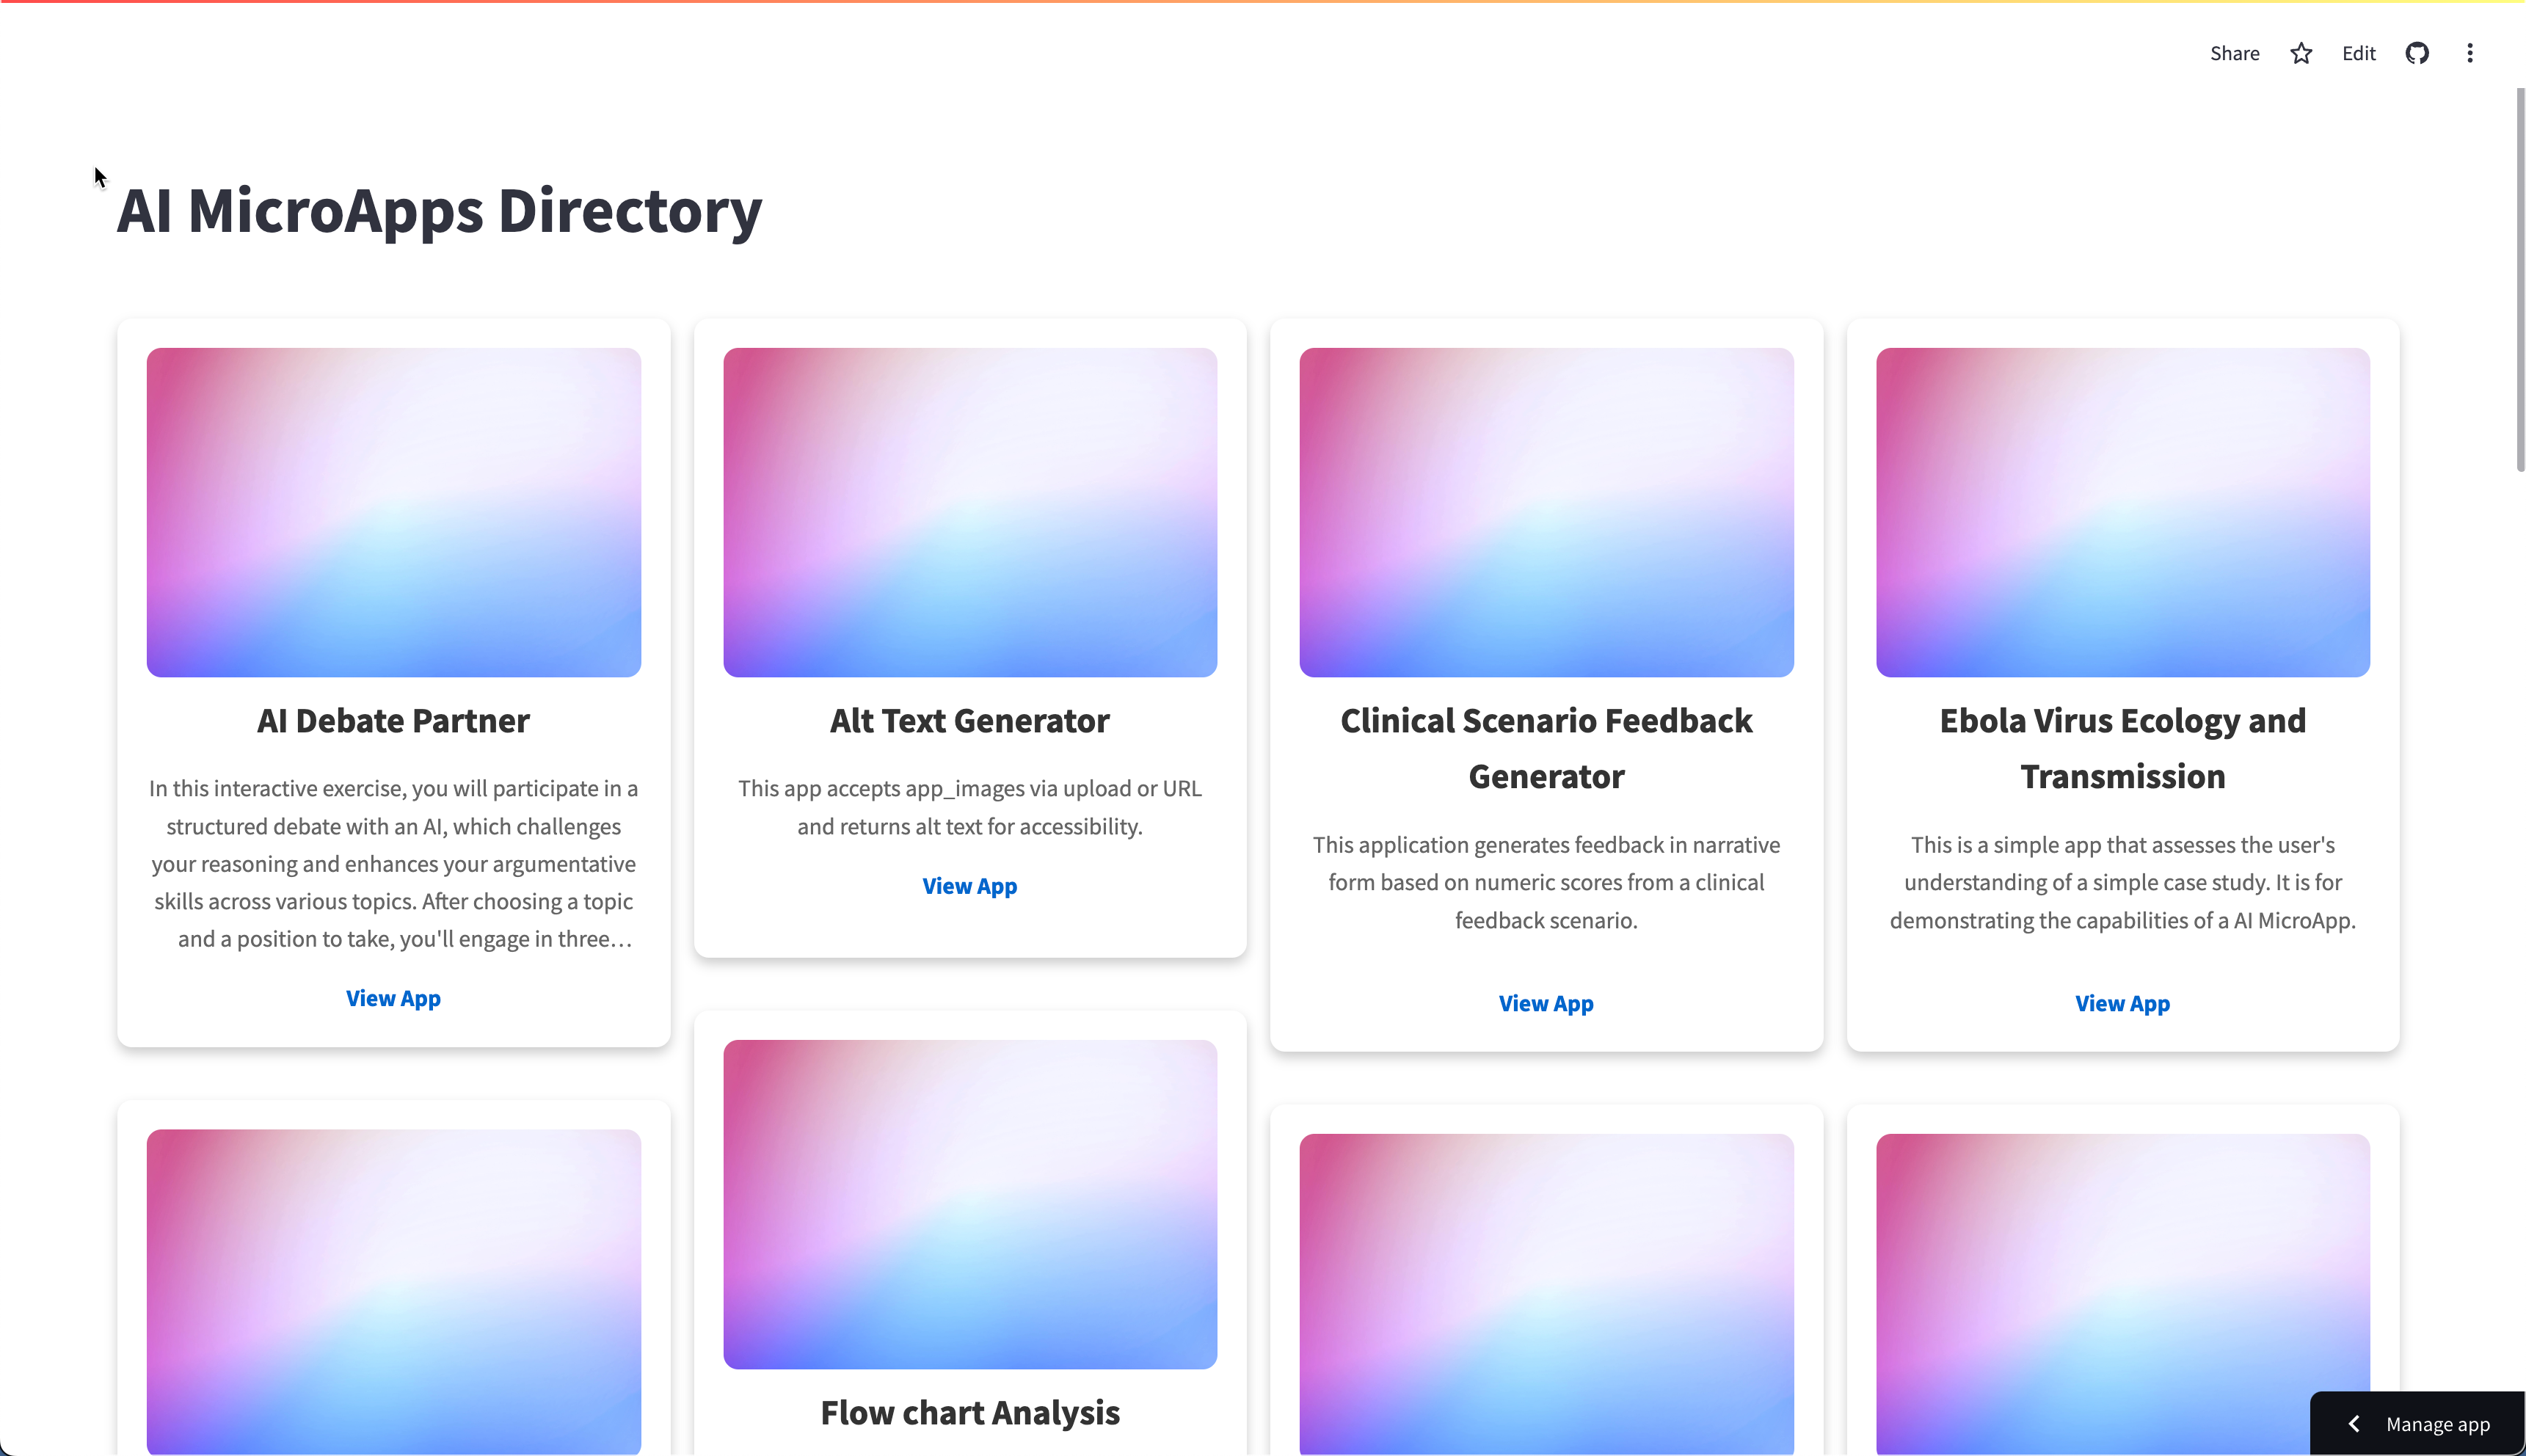 Share
Edit
AI MicroApps Directory
AI Debate Partner
In this interactive exercise, you will participate in a
structured debate with an AI, which challenges
your reasoning and enhances your argumentative
skills across various topics. After choosing a topic
and a position to take, you'll engage in three…
View App
Alt Text Generator
This app accepts app_images via upload or URL
and returns alt text for accessibility.
View App
Clinical Scenario Feedback
Generator
This application generates feedback in narrative
form based on numeric scores from a clinical
feedback scenario.
View App
Ebola Virus Ecology and
Transmission
This is a simple app that assesses the user's
understanding of a simple case study. It is for
demonstrating the capabilities of a AI MicroApp.
View App
Flow chart Analysis
Manage app